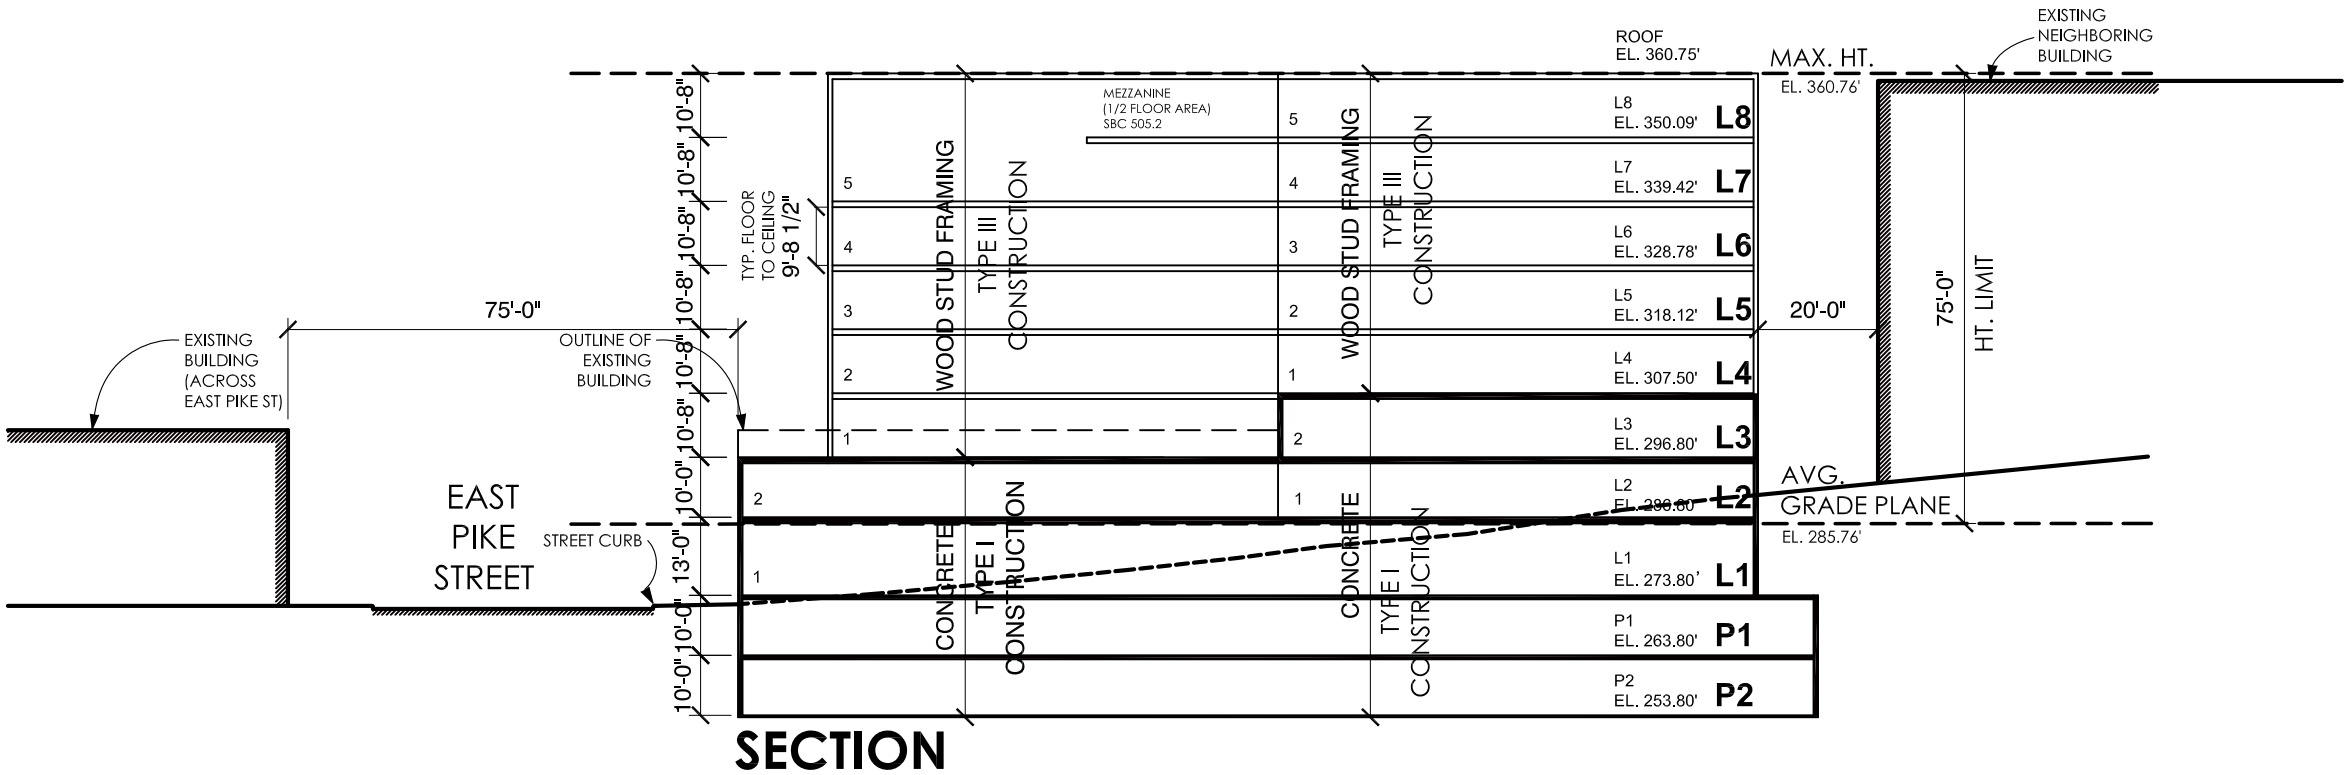 EXISTING
NEIGHBORING
BUILDING
ROOF
EL. 360.75'
MAX. HT.
EL. 360.76'
MEZZANINE
(1/2 FLOOR AREA)
SBC 505.2
10'-8"
10'-8"
10'-8"
10'-8"
10'-8"
10'-8"
10'-0"
13'-0"
10'-0"
10'-0"
TYP. FLOOR
TO CEILING
9'-8 1/2"
5
4
3
2
1
2
1
WOOD STUD FRAMING
TYPE III
CONSTRUCTION
CONCRETE
TYPE I
CONSTRUCTION
5
4
3
2
1
2
1
WOOD STUD FRAMING
TYPE III
CONSTRUCTION
CONCRETE
TYPE I
CONSTRUCTION
L8
EL. 350.09' L8
L7
EL. 339.42' L7
L6
EL. 328.78' L6
L5
EL. 318.12' L5
L4
EL. 307.50' L4
L3
EL. 296.80' L3
L2
EL. 286.80' L2
L1
EL. 273.80' L1
P1
EL. 263.80' P1
P2
EL. 253.80' P2
75'-0"
20'-0"
75'-0"
HT. LIMIT
EXISTING
BUILDING
(ACROSS
EAST PIKE ST)
OUTLINE OF
EXISTING
BUILDING
EAST
PIKE
STREET
STREET CURB
AVG.
GRADE PLANE
EL. 285.76'
SECTION